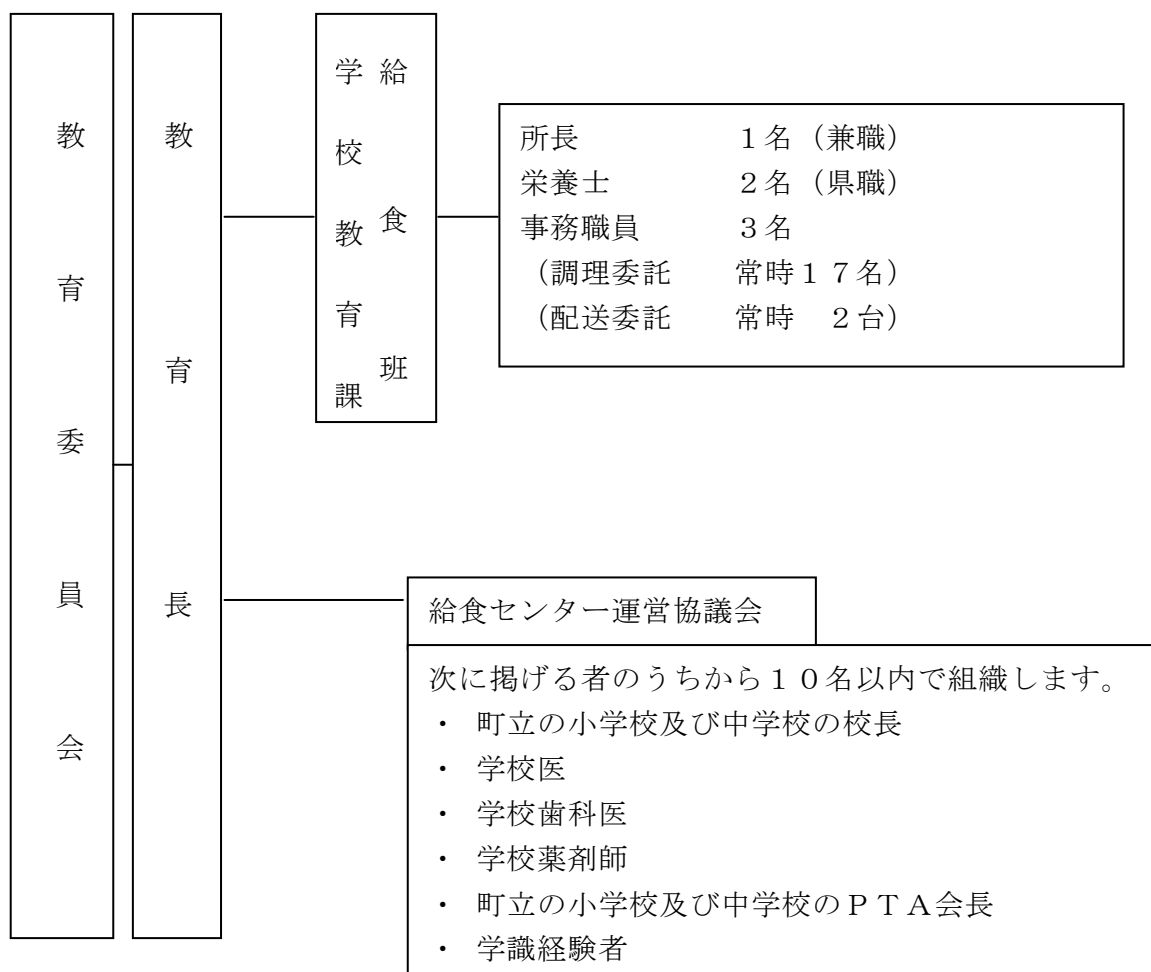 教育委員会
教育長
学校教育課
給食班
所長　　　　　１名（兼職）
栄養士　　　　２名（県職）
事務職員　　　３名
（調理委託　　常時１７名）
（配送委託　　常時　２台）
給食センター運営協議会
次に掲げる者のうちから１０名以内で組織します。
・　町立の小学校及び中学校の校長
・　学校医
・　学校歯科医
・　学校薬剤師
・　町立の小学校及び中学校のＰＴＡ会長
・　学識経験者